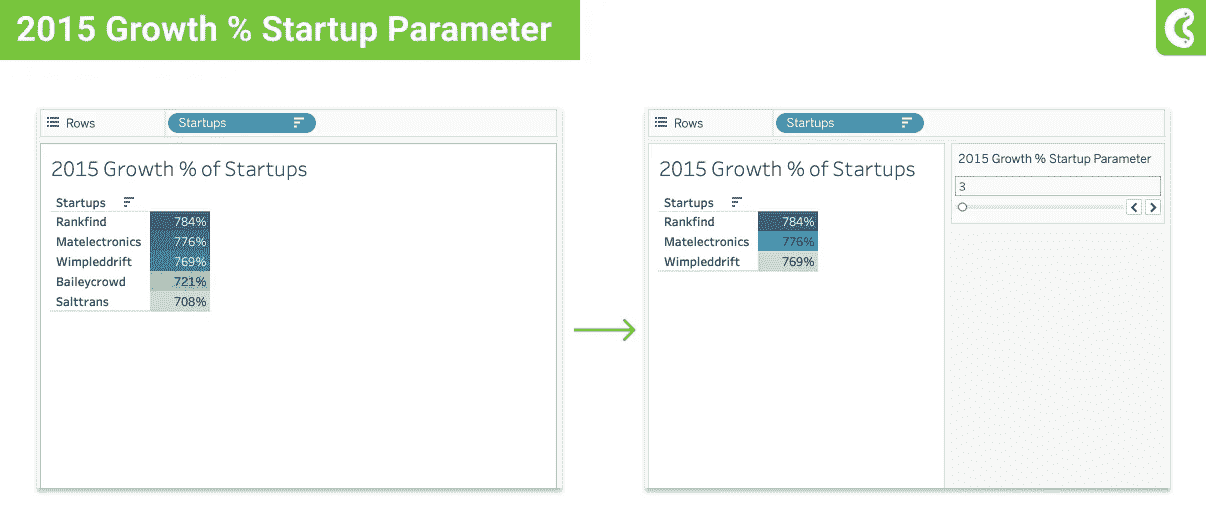 2015 Growth % Startup Parameter
Rows
Startups
2015 Growth % of Startups
Startups
Rankfind 784%
Matelectronics 776%
Wimpleddrift 769%
Baileycrowd 721%
Salttrans 708%
Rows
Startups
2015 Growth % of Startups
Startups
Rankfind 784%
Matelectronics 776%
Wimpleddrift 769%
2015 Growth % Startup Parameter
3